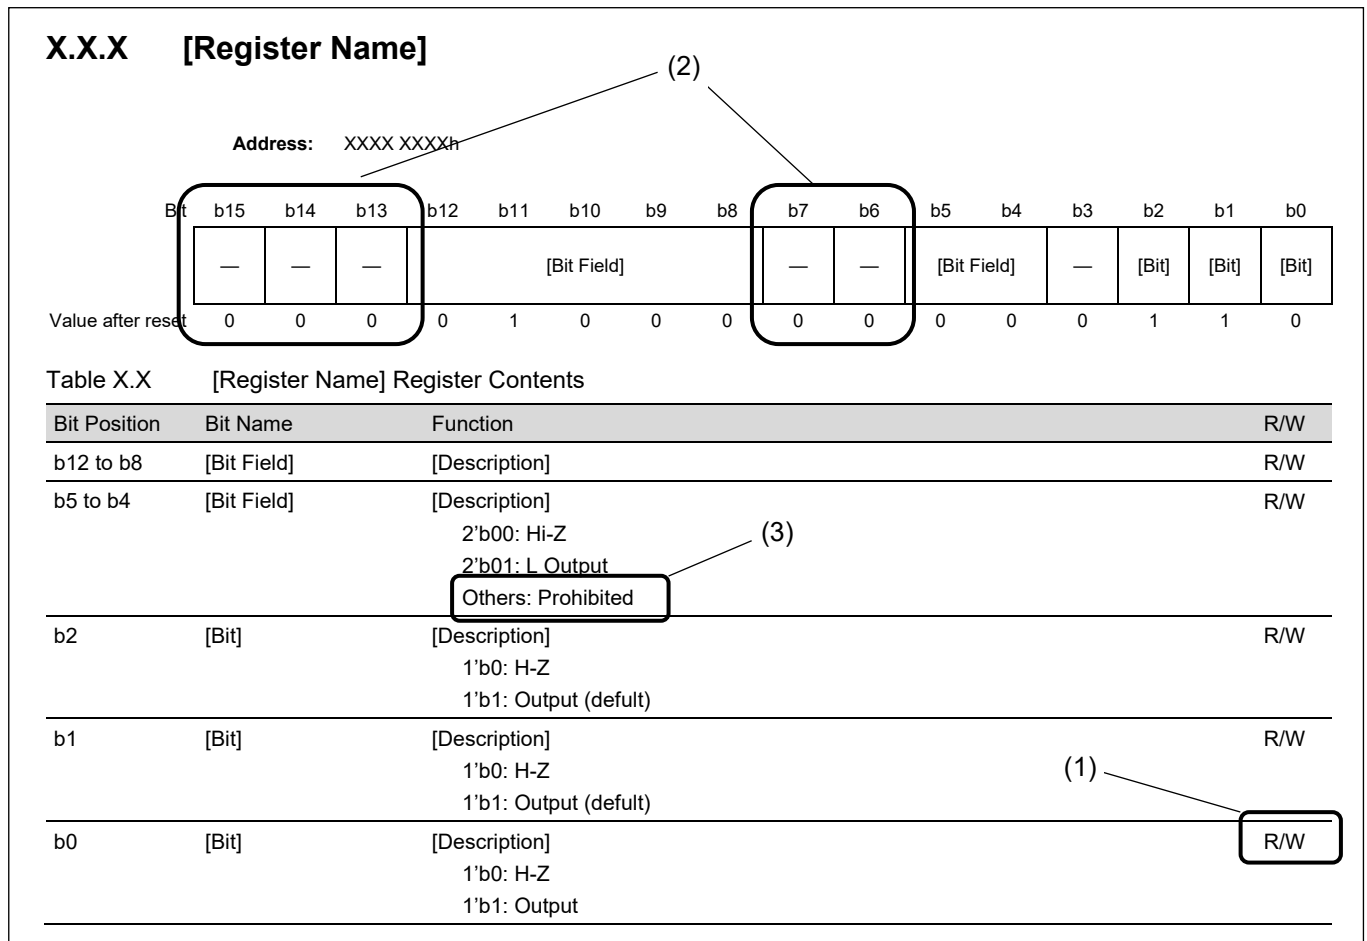 X.X.X [Register Name]
(2)
Address: XXXX XXXXh
Bit b15 b14 b13 b12 b11 b10 b9 b8 b7 b6 b5 b4 b3 b2 b1 b0
— — — [Bit Field] — — [Bit Field] — [Bit] [Bit] [Bit]
Value after reset 0 0 0 0 1 0 0 0 0 0 0 0 0 1 1 0
Table X.X [Register Name] Register Contents
Bit Position Bit Name Function R/W
b12 to b8 [Bit Field] [Description] R/W
b5 to b4 [Bit Field] [Description] R/W
2’b00: Hi-Z
(3)
2’b01: L Output
Others: Prohibited
b2 [Bit] [Description] R/W
1’b0: H-Z
1’b1: Output (defult)
b1 [Bit] [Description] R/W
1’b0: H-Z
(1)
1’b1: Output (defult)
b0 [Bit] [Description] R/W
1’b0: H-Z
1’b1: Output